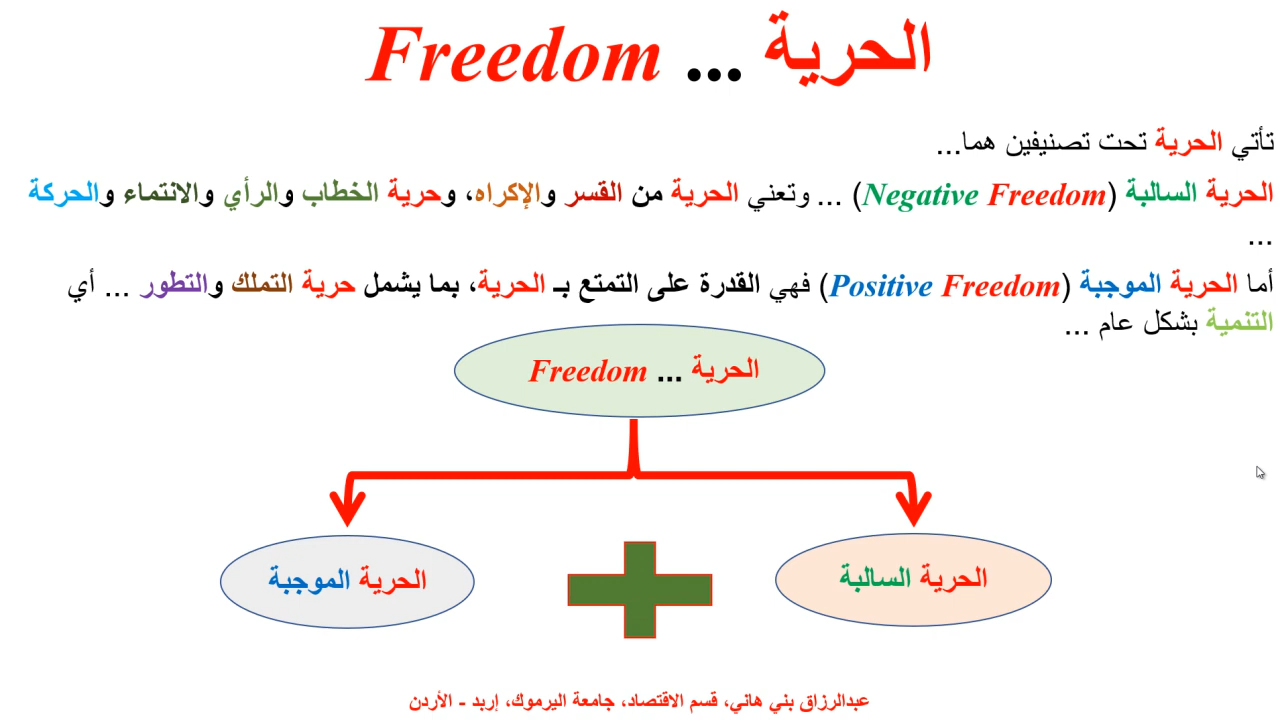 الحرية ... Freedom
تأتي الحرية تحت تصنيفين هما...
الحرية السالبة (Negative Freedom) ... وتعني الحرية من القسر والإكراه، وحرية الخطاب والرأي والانتماء والحركة
...
أما الحرية الموجبة (Positive Freedom) فهي القدرة على التمتع بـ الحرية، بما يشمل حرية التملك والتطور ... أي
التنمية بشكل عام ...
الحرية ... Freedom
الحرية السالبة
الحرية الموجبة
عبدالرزاق بني هاني، قسم الاقتصاد، جامعة اليرموك، إربد - الأردن